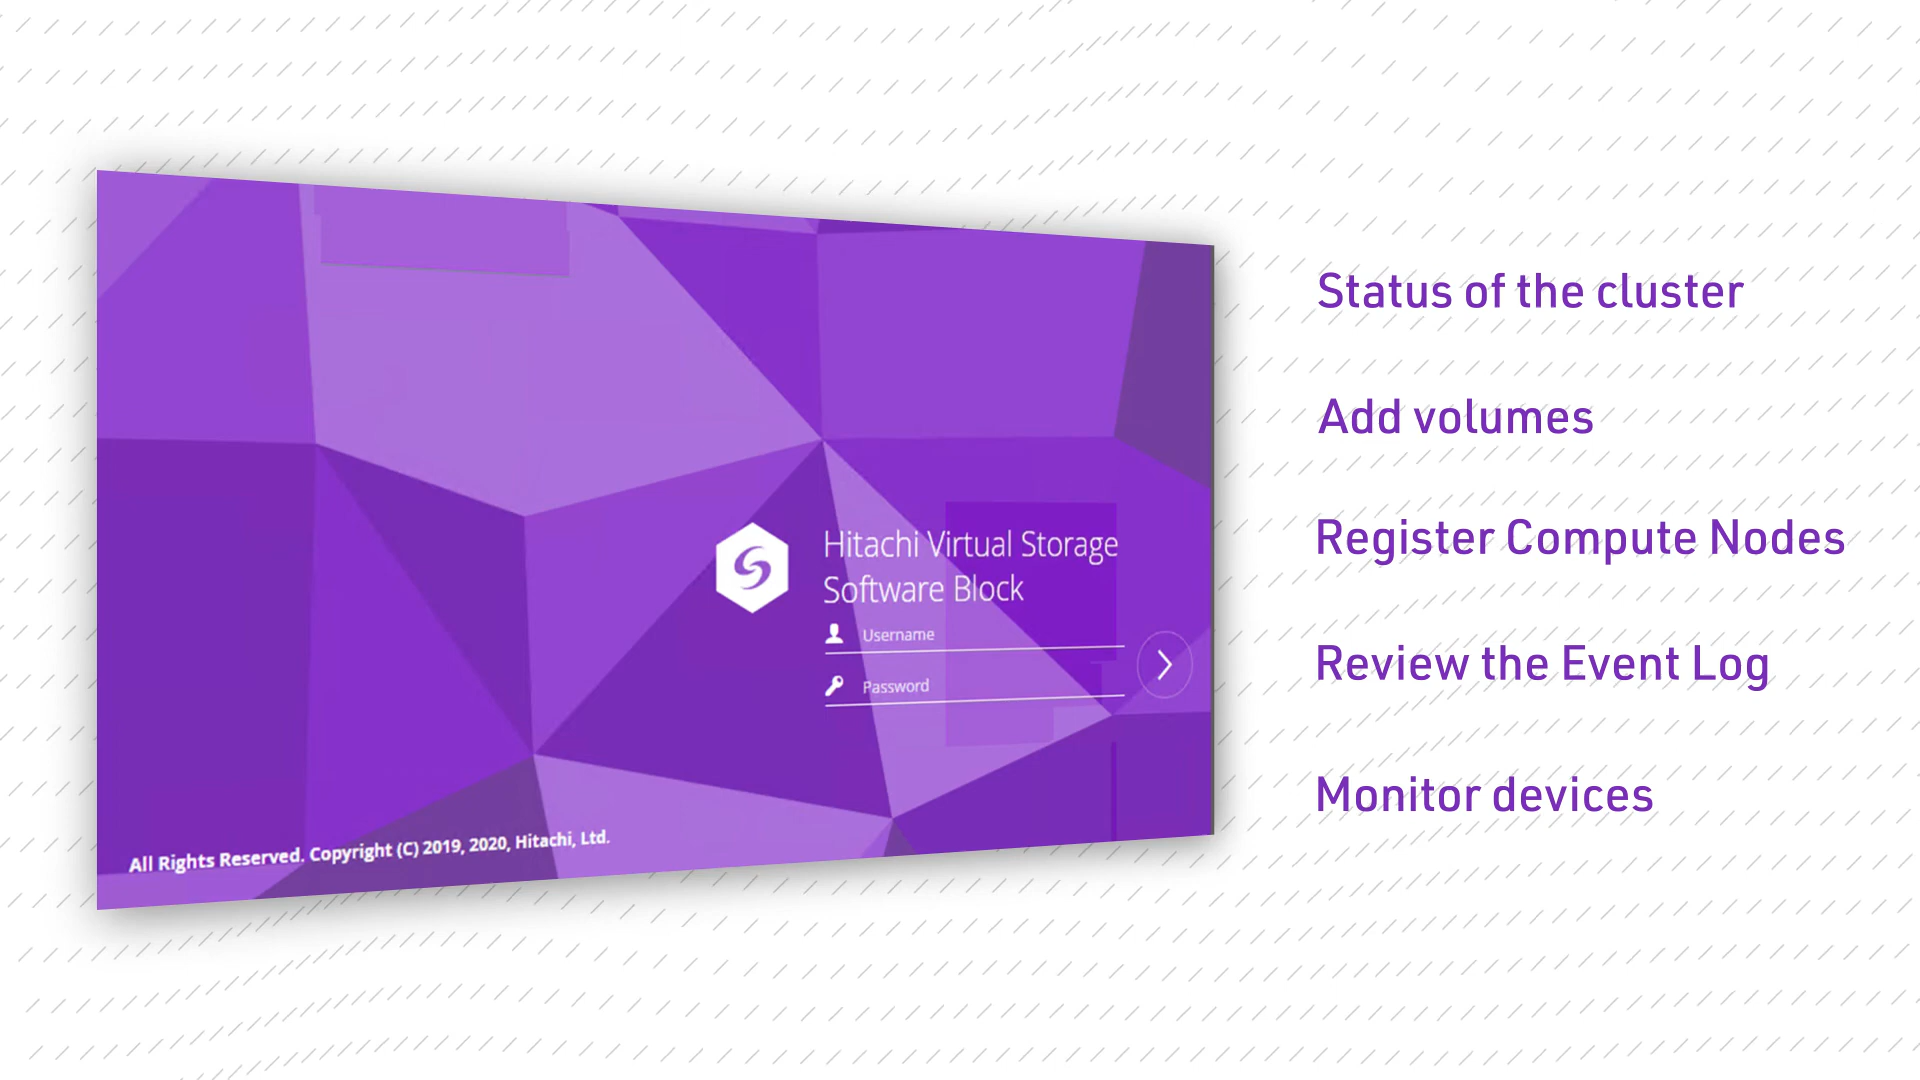 Hitachi Virtual Storage
Software Block
Username
Password
All Rights Reserved. Copyright (C) 2019, 2020, Hitachi, Ltd.
Status of the cluster
Add volumes
Register Compute Nodes
Review the Event Log
Monitor devices